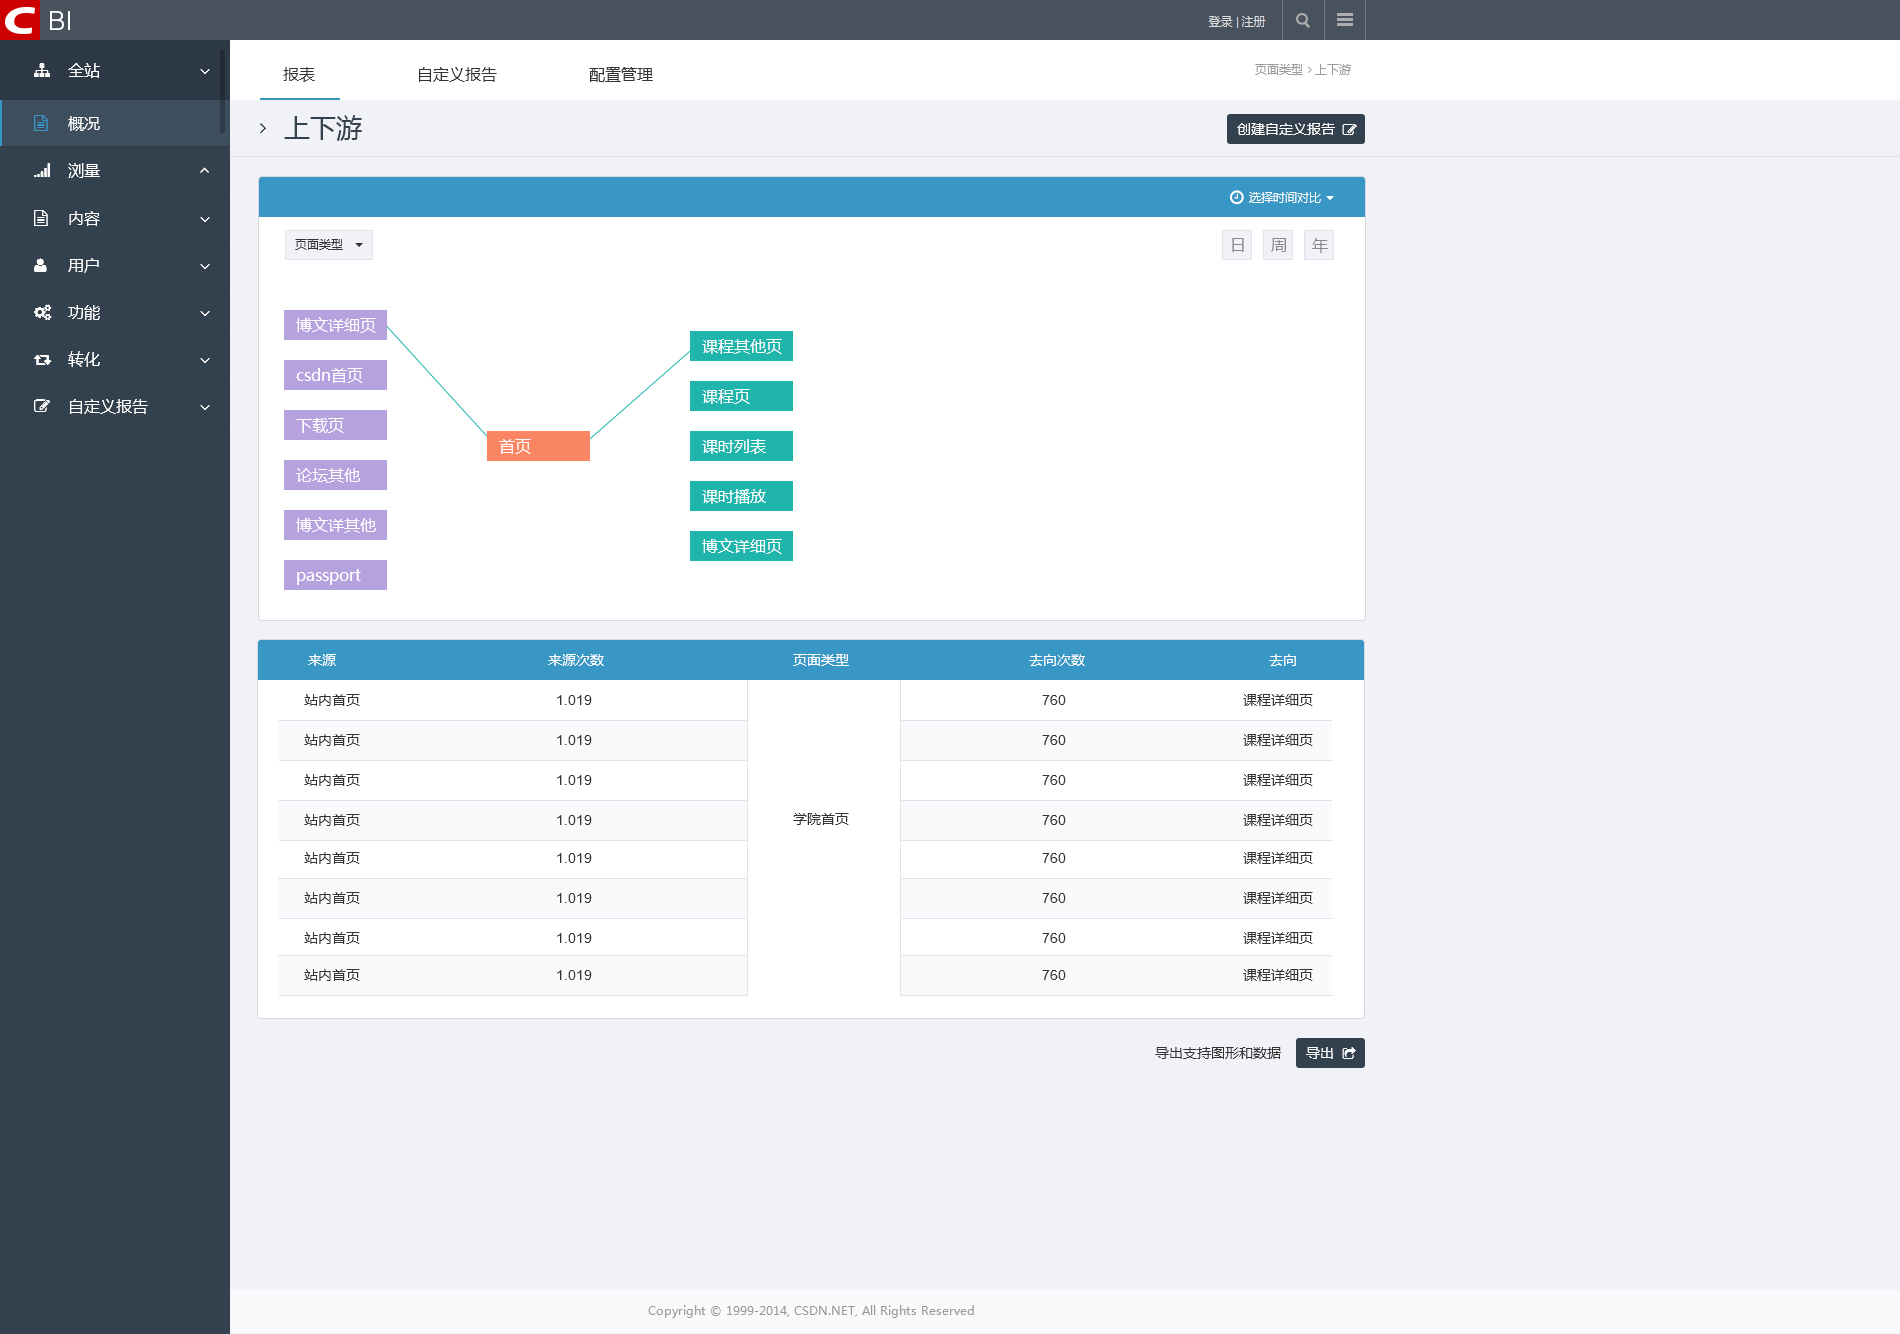 C BI
登录 | 注册
全站
概况
浏量
内容
用户
功能
转化
自定义报告
报表 自定义报告 配置管理
页面类型 > 上下游
上下游
创建自定义报告
选择时间对比
页面类型
日 周 年
博文详细页
csdn首页
下载页
论坛其他
博文详其他
passport
首页
课程其他页
课程页
课时列表
课时播放
博文详细页
来源 来源次数 页面类型 去向次数 去向
站内首页 1.019 760 课程详细页
站内首页 1.019 760 课程详细页
站内首页 1.019 760 课程详细页
站内首页 1.019 学院首页 760 课程详细页
站内首页 1.019 760 课程详细页
站内首页 1.019 760 课程详细页
站内首页 1.019 760 课程详细页
站内首页 1.019 760 课程详细页
导出支持图形和数据 导出
Copyright © 1999-2014, CSDN.NET, All Rights Reserved